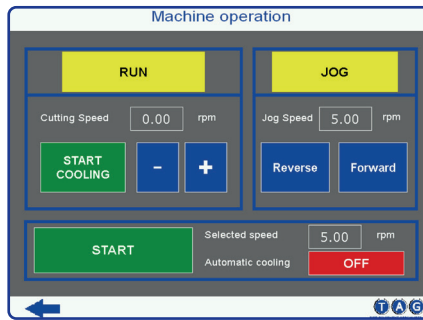 Machine operation
RUN
JOG
Cutting Speed 0.00 rpm
Jog Speed 5.00 rpm
START
COOLING
-
+
Reverse
Forward
START
Selected speed 5.00 rpm
Automatic cooling OFF
TAG